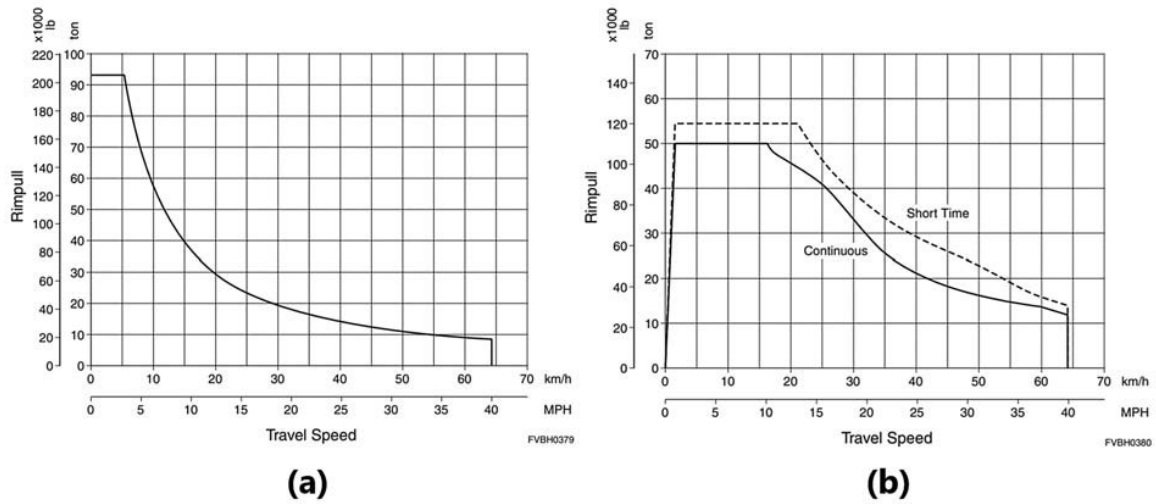 x1000
lb
ton
220
200
180
160
140
120
100
80
60
40
20
0
100
90
80
70
60
50
40
30
20
10
0
Rimpull
0 10 20 30 40 50 60 70 km/h
0 5 10 15 20 25 30 35 40 MPH
Travel Speed
FVBH0379
(a)
x1000
lb
ton
140
120
100
80
60
40
20
0
70
60
50
40
30
20
10
0
Rimpull
Short Time
Continuous
0 10 20 30 40 50 60 70 km/h
0 5 10 15 20 25 30 35 40 MPH
Travel Speed
FVBH0380
(b)